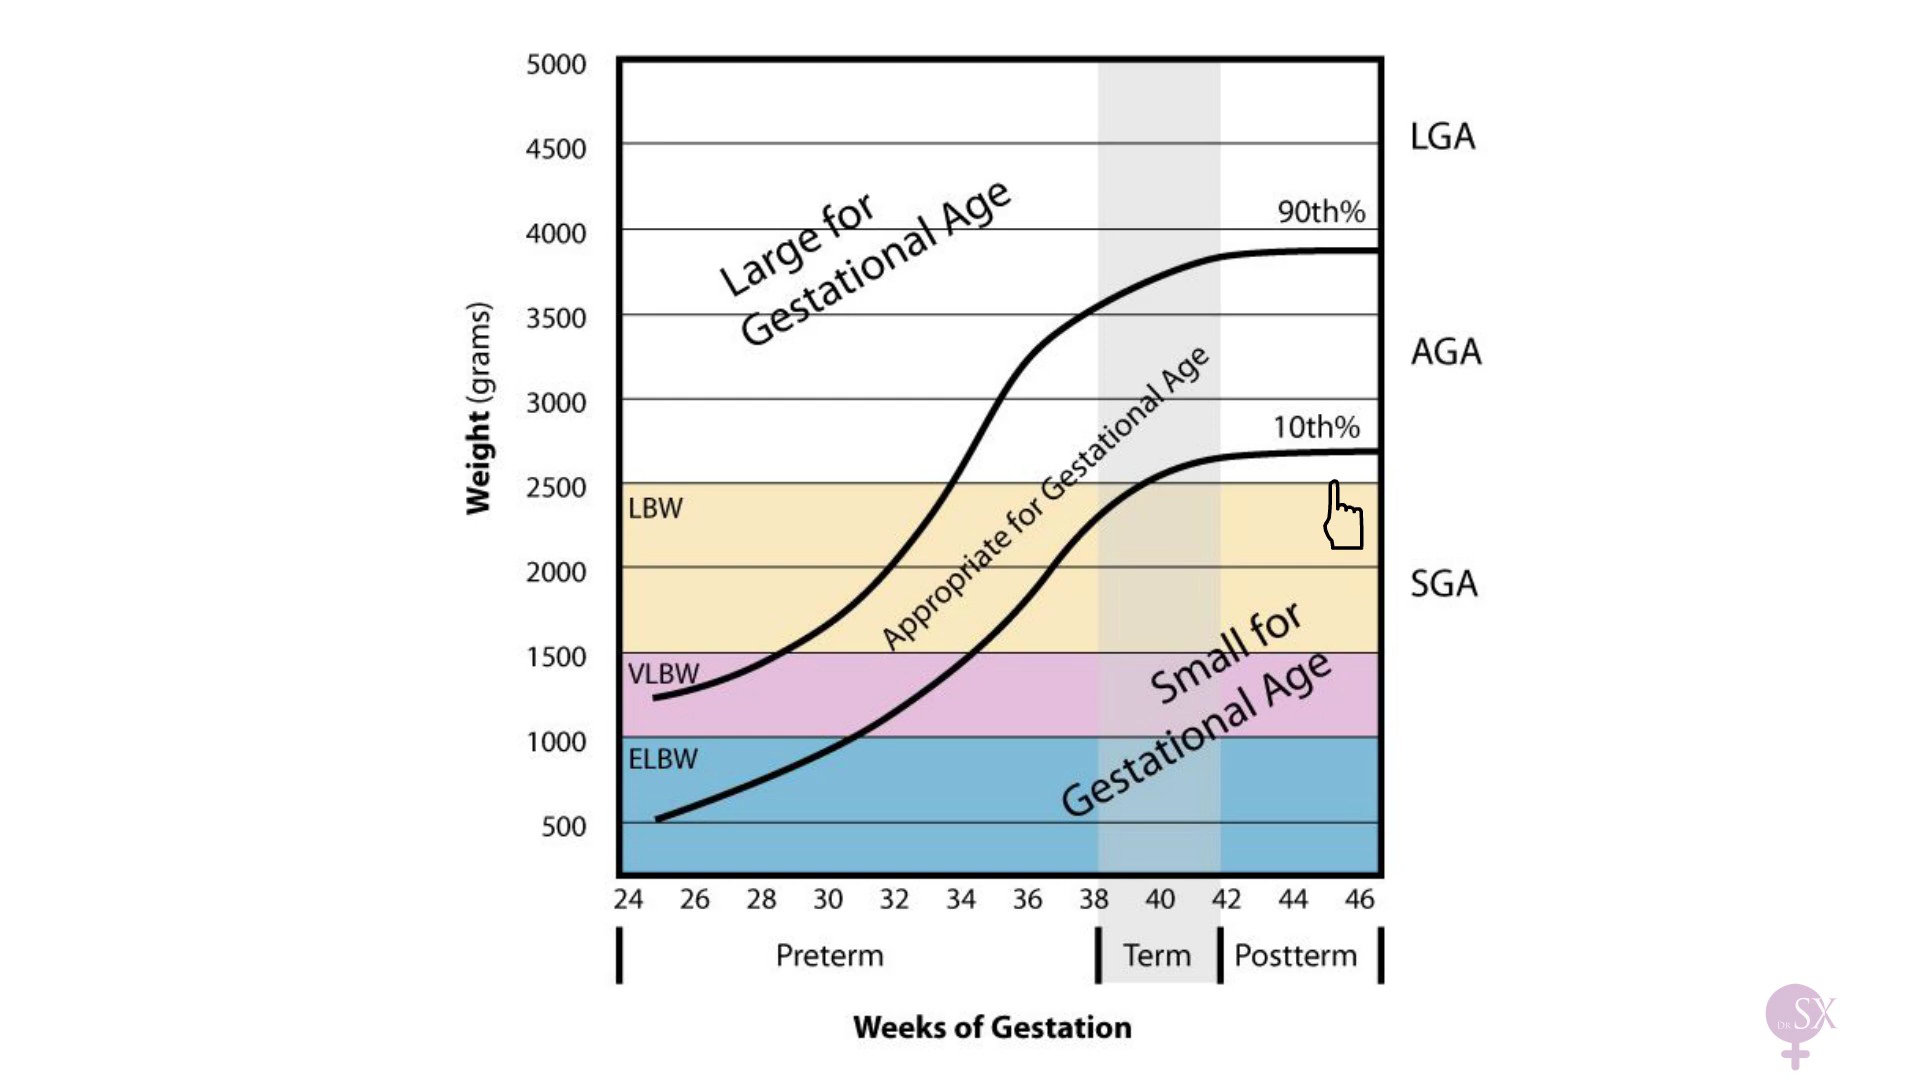 5000
4500
4000
3500
3000
2500
2000
1500
1000
500
Weight (grams)
LGA
AGA
SGA
90th%
10th%
Large for
Gestational Age
Appropriate for Gestational Age
Small for
Gestational Age
LBW
VLBW
ELBW
24 26 28 30 32 34 36 38 40 42 44 46
Preterm Term Postterm
Weeks of Gestation
DR SX